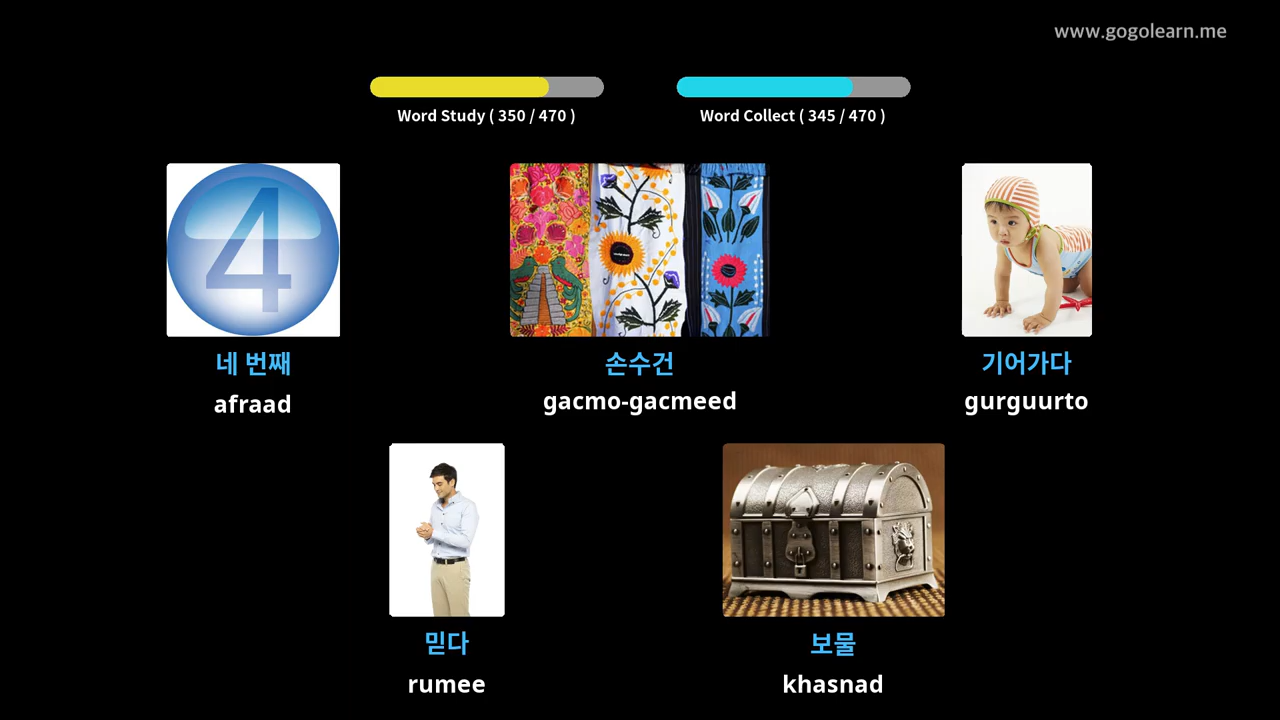 www.gogolearn.me
Word Study ( 350 / 470 )
Word Collect ( 345 / 470 )
4
네 번째
afraad
손수건
gacmo-gacmeed
기어가다
gurguurto
믿다
rumee
보물
khasnad